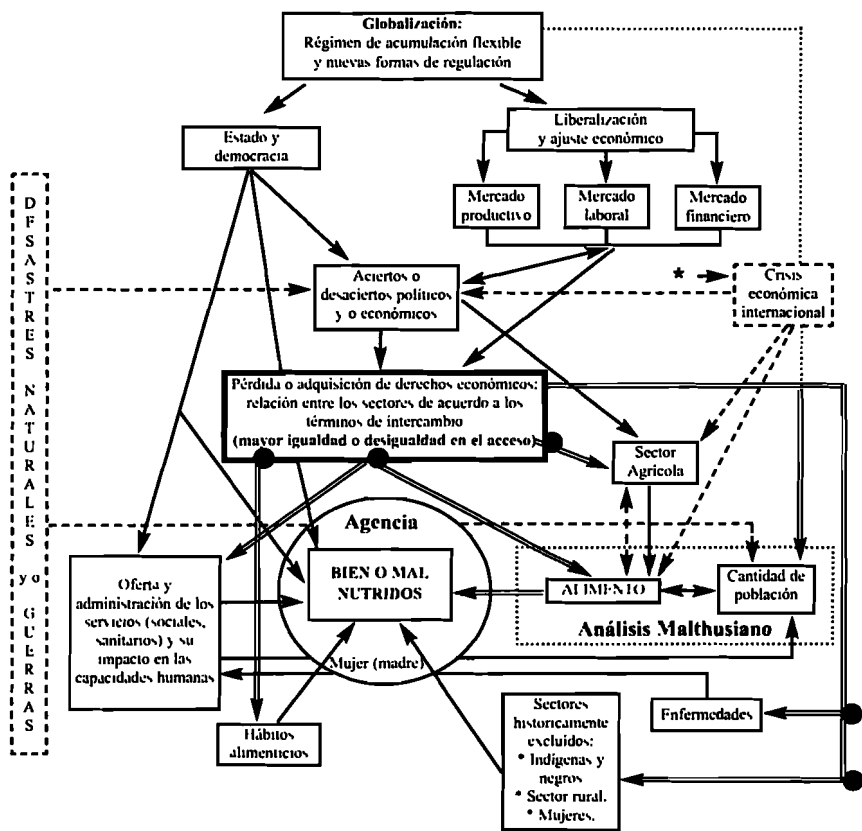 Globalización:
Régimen de acumulación flexible
y nuevas formas de regulación
Estado y
democracia
Liberalización
y ajuste económico
Mercado
productivo
Mercado
laboral
Mercado
financiero
DESASTRES NATURALES y o GUERRAS
Aciertos o
desaciertos políticos
y o económicos
*
Crisis
económica
internacional
Pérdida o adquisición de derechos económicos:
relación entre los sectores de acuerdo a los
términos de intercambio
(mayor igualdad o desigualdad en el acceso)
Sector
Agrícola
Agencia
BIEN O MAL
NUTRIDOS
Mujer (madre)
Oferta y
administración de los
servicios (sociales,
sanitarios) y su
impacto en las
capacidades humanas
ALIMENTO
Cantidad de
población
Análisis Malthusiano
Hábitos
alimenticios
Sectores
históricamente
excluidos:
* Indígenas y
negros
* Sector rural.
* Mujeres.
Enfermedades